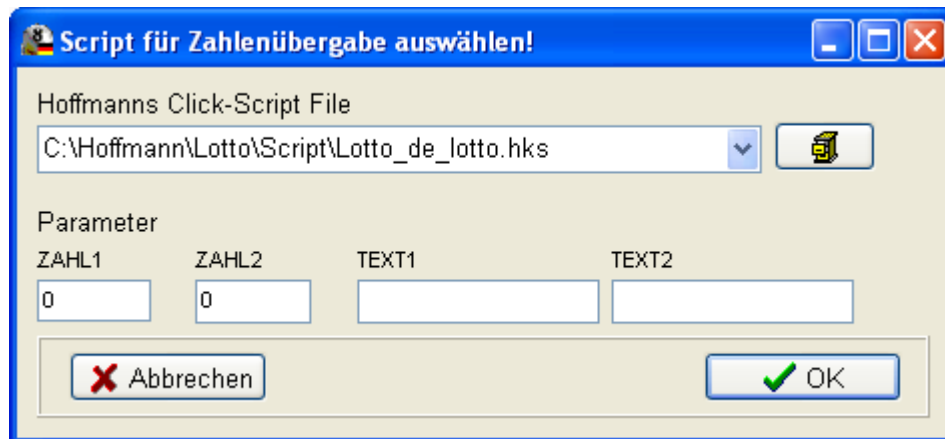 Script für Zahlenübergabe auswählen!
Hoffmanns Click-Script File
C:\Hoffmann\Lotto\Script\Lotto_de_lotto.hks
Parameter
ZAHL1 ZAHL2 TEXT1 TEXT2
0 0
Abbrechen OK